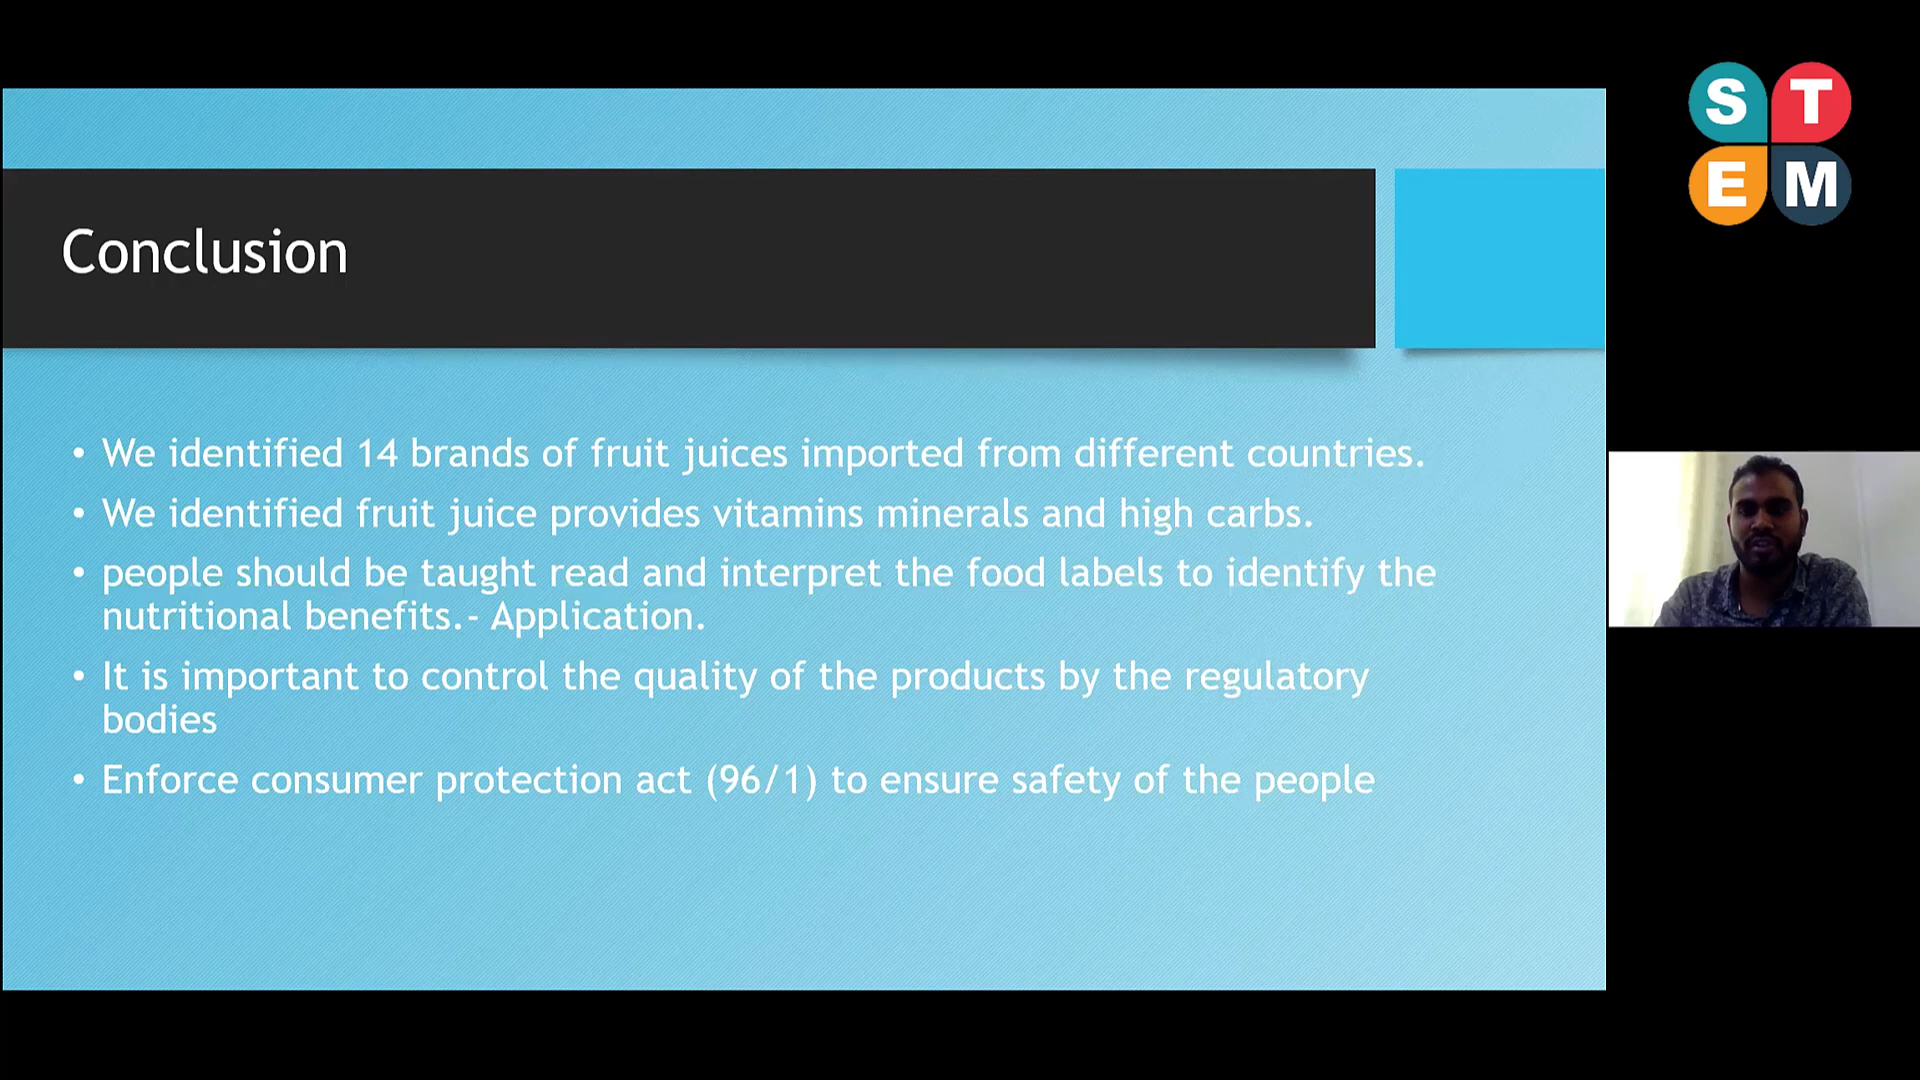 S T
E M
Conclusion
• We identified 14 brands of fruit juices imported from different countries.
• We identified fruit juice provides vitamins minerals and high carbs.
• people should be taught read and interpret the food labels to identify the
nutritional benefits.- Application.
• It is important to control the quality of the products by the regulatory
bodies
• Enforce consumer protection act (96/1) to ensure safety of the people